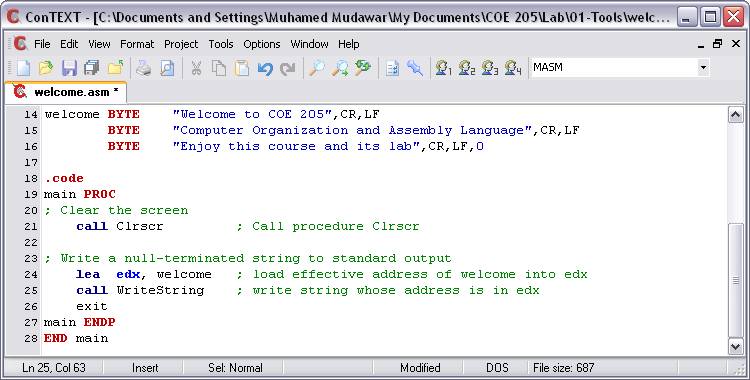 ConTEXT - [C:\Documents and Settings\Muhamed Mudawar\My Documents\COE 205\Lab\01-Tools\welc...
File Edit View Format Project Tools Options Window Help
1 2 3 4 MASM
welcome.asm *
14 welcome BYTE    "Welcome to COE 205",CR,LF
15         BYTE    "Computer Organization and Assembly Language",CR,LF
16         BYTE    "Enjoy this course and its lab",CR,LF,0
17
18 .code
19 main PROC
20 ; Clear the screen
21     call Clrscr         ; Call procedure Clrscr
22
23 ; Write a null-terminated string to standard output
24     lea  edx, welcome   ; load effective address of welcome into edx
25     call WriteString    ; write string whose address is in edx
26     exit
27 main ENDP
28 END main
Ln 25, Col 63 Insert Sel: Normal Modified DOS File size: 687